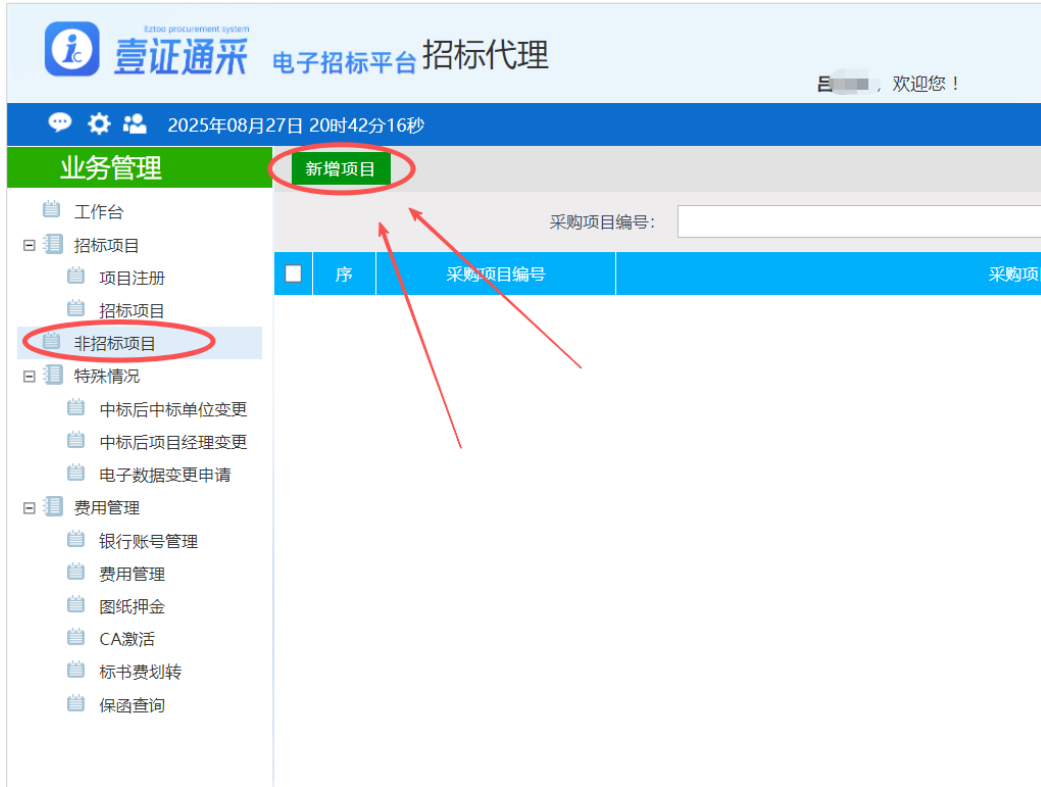 Eztoo procurement system
壹证通采 电子招标平台 招标代理
吕 ，欢迎您！
2025年08月27日 20时42分16秒
业务管理
新增项目
工作台
采购项目编号：
招标项目
项目注册
序 采购项目编号 采购项
招标项目
非招标项目
特殊情况
中标后中标单位变更
中标后项目经理变更
电子数据变更申请
费用管理
银行账号管理
费用管理
图纸押金
CA激活
标书费划转
保函查询